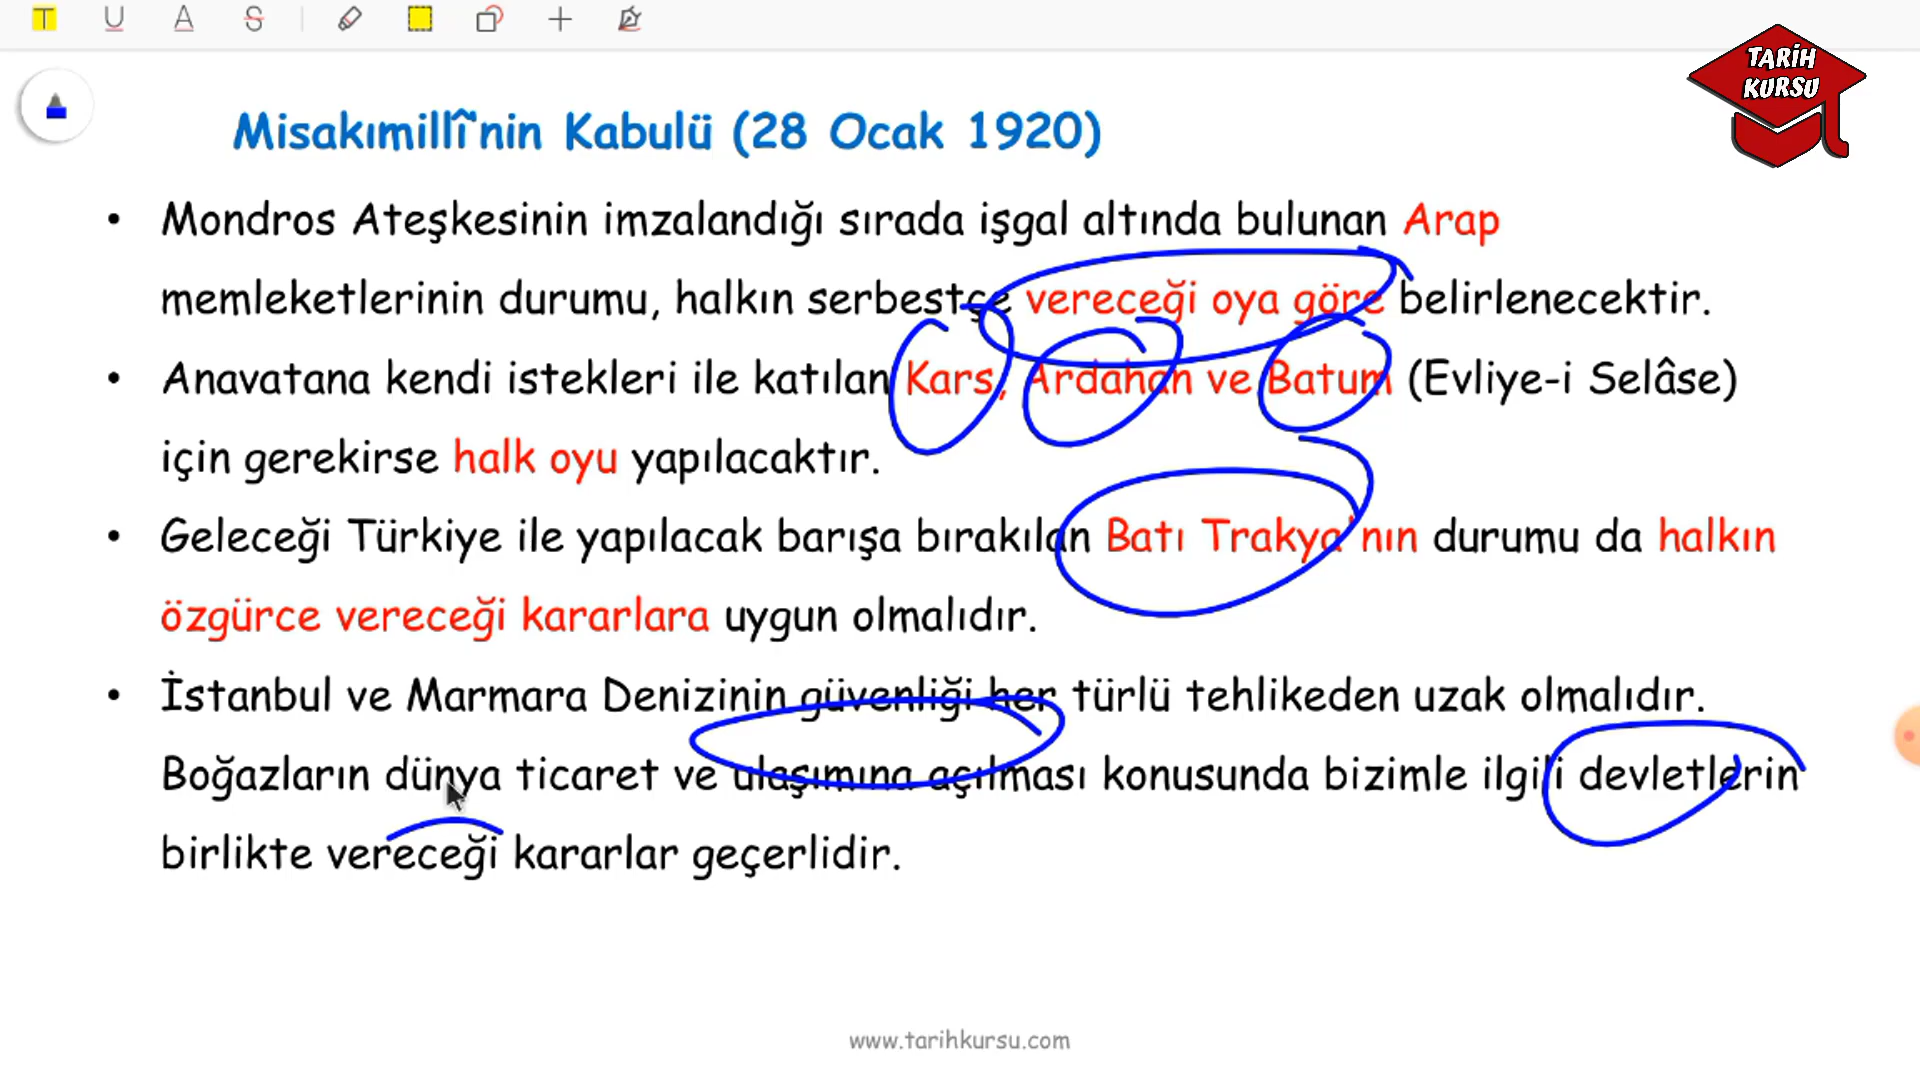 T U A S
TARİH
KURSU
Misakımillî'nin Kabulü (28 Ocak 1920)
• Mondros Ateşkesinin imzalandığı sırada işgal altında bulunan Arap
memleketlerinin durumu, halkın serbestçe vereceği oya göre belirlenecektir.
• Anavatana kendi istekleri ile katılan Kars, Ardahan ve Batum (Evliye-i Selâse)
için gerekirse halk oyu yapılacaktır.
• Geleceği Türkiye ile yapılacak barışa bırakılan Batı Trakya'nın durumu da halkın
özgürce vereceği kararlara uygun olmalıdır.
• İstanbul ve Marmara Denizinin güvenliği her türlü tehlikeden uzak olmalıdır.
Boğazların dünya ticaret ve ulaşımına açılması konusunda bizimle ilgili devletlerin
birlikte vereceği kararlar geçerlidir.
www.tarihkursu.com